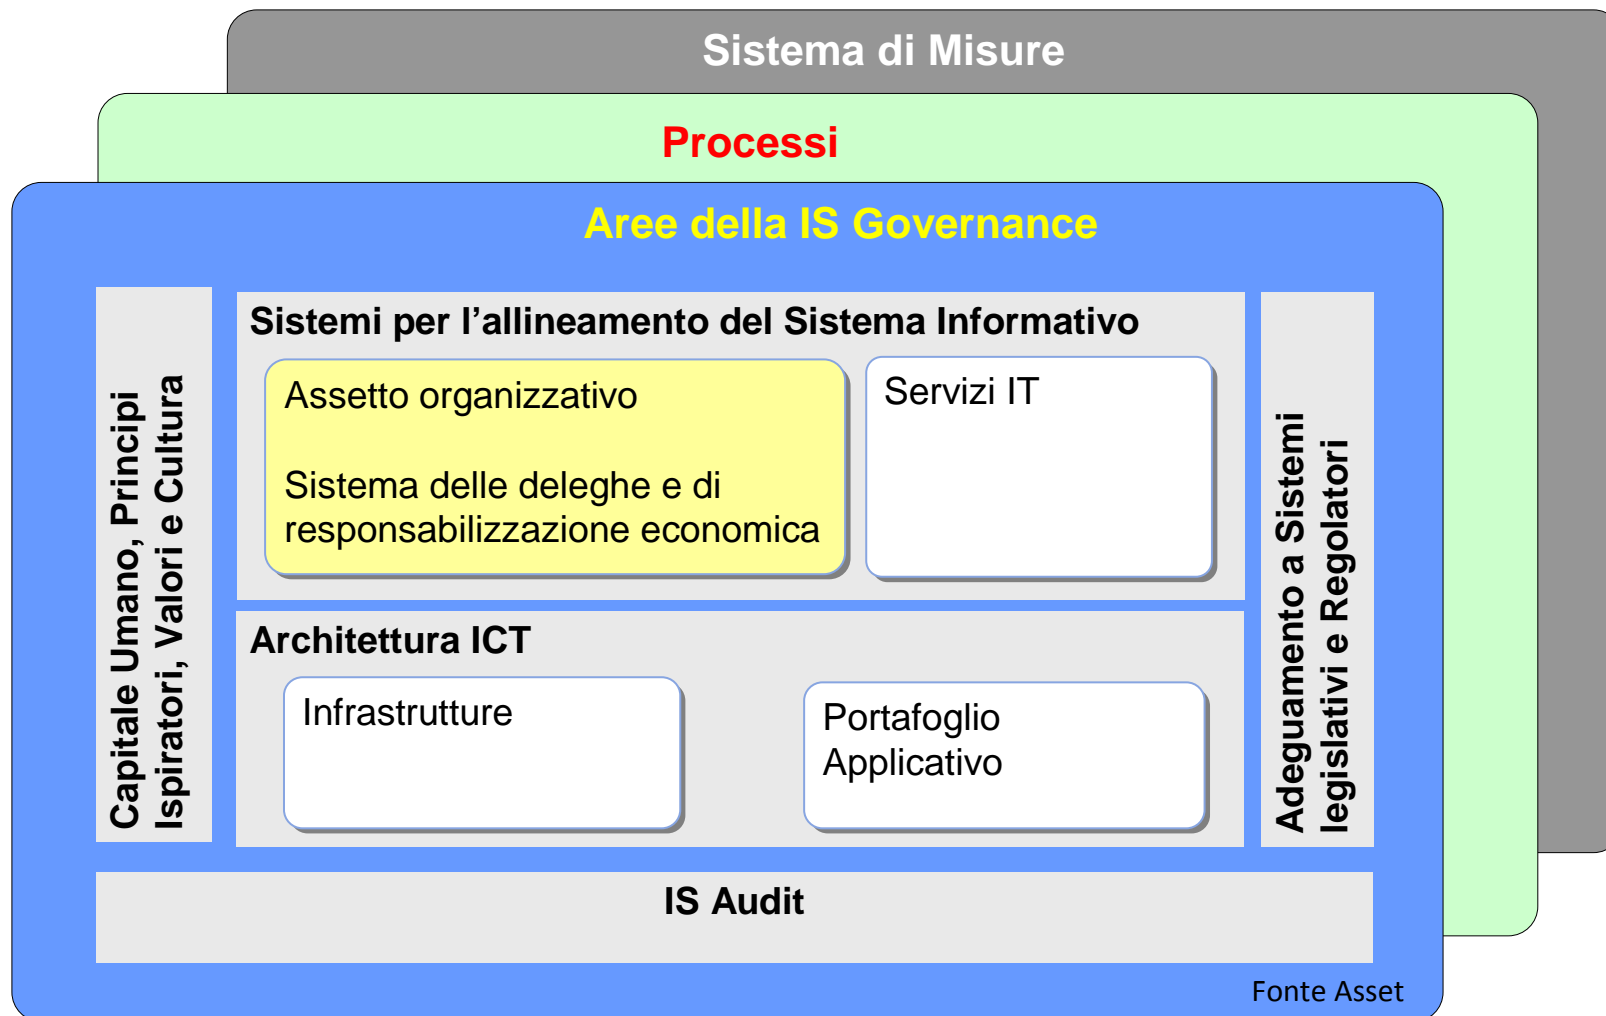 Sistema di Misure
Processi
Aree della IS Governance
Capitale Umano, Principi
Ispiratori, Valori e Cultura
Sistemi per l’allineamento del Sistema Informativo
Assetto organizzativo
Sistema delle deleghe e di
responsabilizzazione economica
Servizi IT
Architettura ICT
Infrastrutture
Portafoglio
Applicativo
Adeguamento a Sistemi
legislativi e Regolatori
IS Audit
Fonte Asset